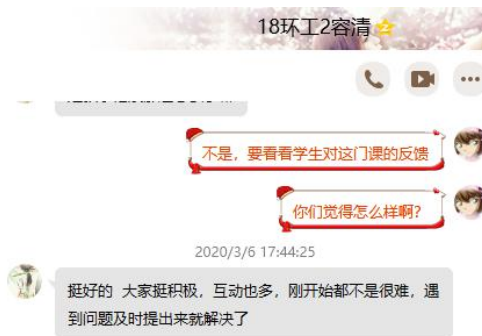 18环工2容清
不是，要看看学生对这门课的反馈
你们觉得怎么样啊？
2020/3/6 17:44:25
挺好的 大家挺积极，互动也多，刚开始都不是很难，遇
到问题及时提出来就解决了